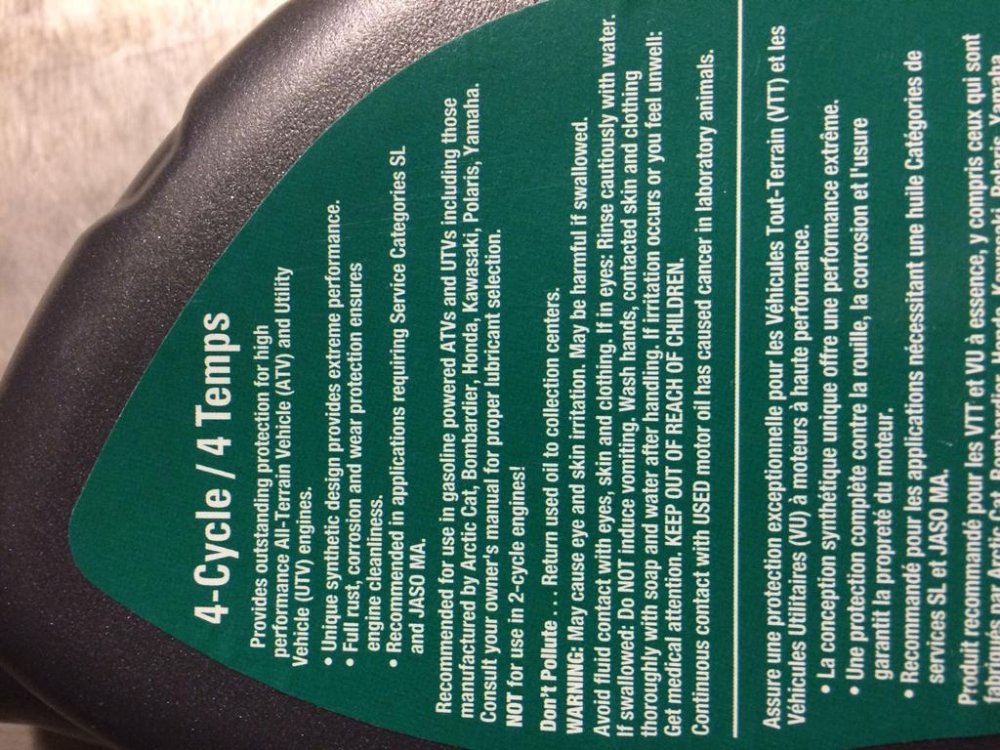 4-Cycle / 4 Temps
Provides outstanding protection for high
performance All-Terrain Vehicle (ATV) and Utility
Vehicle (UTV) engines.
• Unique synthetic design provides extreme performance.
• Full rust, corrosion and wear protection ensures
engine cleanliness.
• Recommended in applications requiring Service Categories SL
and JASO MA.
Recommended for use in gasoline powered ATVs and UTVs including those
manufactured by Arctic Cat, Bombardier, Honda, Kawasaki, Polaris, Yamaha.
Consult your owner's manual for proper lubricant selection.
NOT for use in 2-cycle engines!
Don't Pollute . . . Return used oil to collection centers.
WARNING: May cause eye and skin irritation. May be harmful if swallowed.
Avoid fluid contact with eyes, skin and clothing. If in eyes: Rinse cautiously with water.
If swallowed: Do NOT induce vomiting. Wash hands, contacted skin and clothing
thoroughly with soap and water after handling. If irritation occurs or you feel unwell:
Get medical attention. KEEP OUT OF REACH OF CHILDREN.
Continuous contact with USED motor oil has caused cancer in laboratory animals.
Assure une protection exceptionnelle pour les Véhicules Tout-Terrain (VTT) et les
Véhicules Utilitaires (VU) à moteurs à haute performance.
• La conception synthétique unique offre une performance extrême.
• Une protection complète contre la rouille, la corrosion et l'usure
garantit la propreté du moteur.
• Recommandé pour les applications nécessitant une huile Catégories de
services SL et JASO MA.
Produit recommandé pour les VTT et VU à essence, y compris ceux qui sont
fabriqués par Arctic Cat, Bombardier, Honda, Kawasaki, Polaris, Yamaha